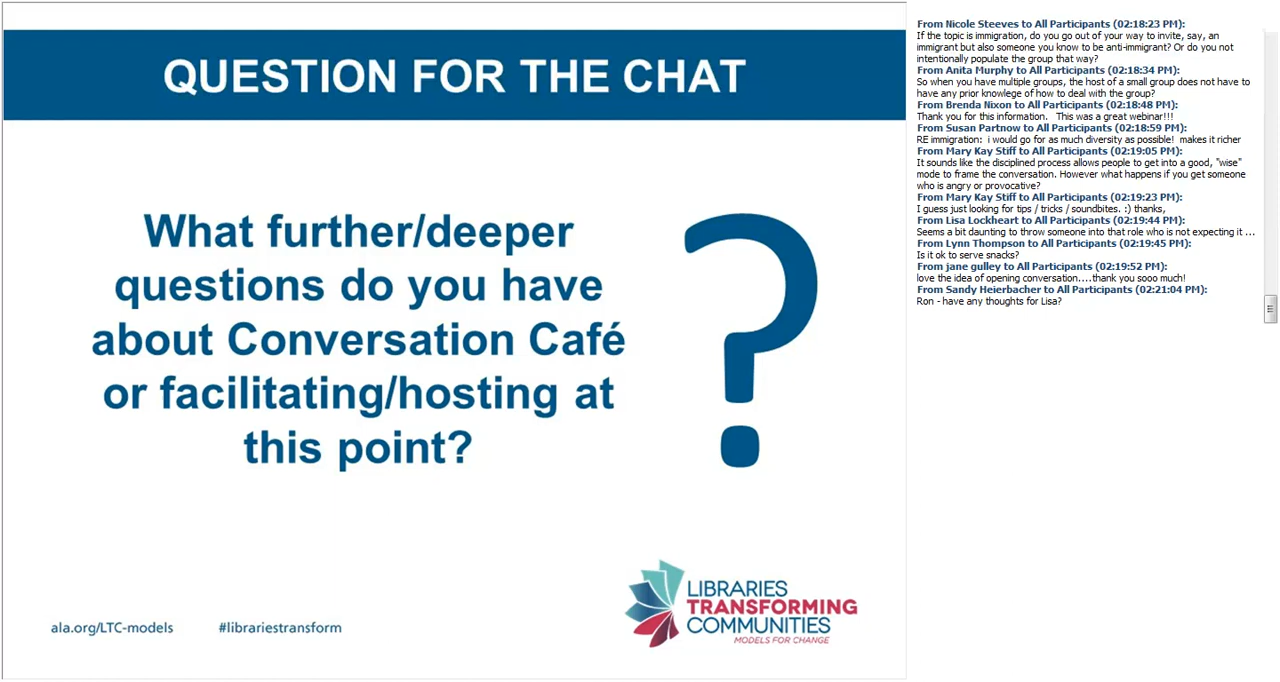 QUESTION FOR THE CHAT
What further/deeper
questions do you have
about Conversation Café
or facilitating/hosting at
this point?
?
ala.org/LTC-models
#librariestransform
LIBRARIES
TRANSFORMING
COMMUNITIES
MODELS FOR CHANGE
From Nicole Steeves to All Participants (02:18:23 PM):
If the topic is immigration, do you go out of your way to invite, say, an
immigrant but also someone you know to be anti-immigrant? Or do you not
intentionally populate the group that way?
From Anita Murphy to All Participants (02:18:34 PM):
So when you have multiple groups, the host of a small group does not have to
have any prior knowlege of how to deal with the group?
From Brenda Nixon to All Participants (02:18:48 PM):
Thank you for this information.   This was a great webinar!!!
From Susan Partnow to All Participants (02:18:59 PM):
RE immigration:  i would go for as much diversity as possible!  makes it richer
From Mary Kay Stiff to All Participants (02:19:05 PM):
It sounds like the disciplined process allows people to get into a good, "wise"
mode to frame the conversation. However what happens if you get someone
who is angry or provocative?
From Mary Kay Stiff to All Participants (02:19:23 PM):
I guess just looking for tips / tricks / soundbites. :) thanks,
From Lisa Lockheart to All Participants (02:19:44 PM):
Seems a bit daunting to throw someone into that role who is not expecting it ...
From Lynn Thompson to All Participants (02:19:45 PM):
Is it ok to serve snacks?
From jane gulley to All Participants (02:19:52 PM):
love the idea of opening conversation....thank you sooo much!
From Sandy Heierbacher to All Participants (02:21:04 PM):
Ron - have any thoughts for Lisa?